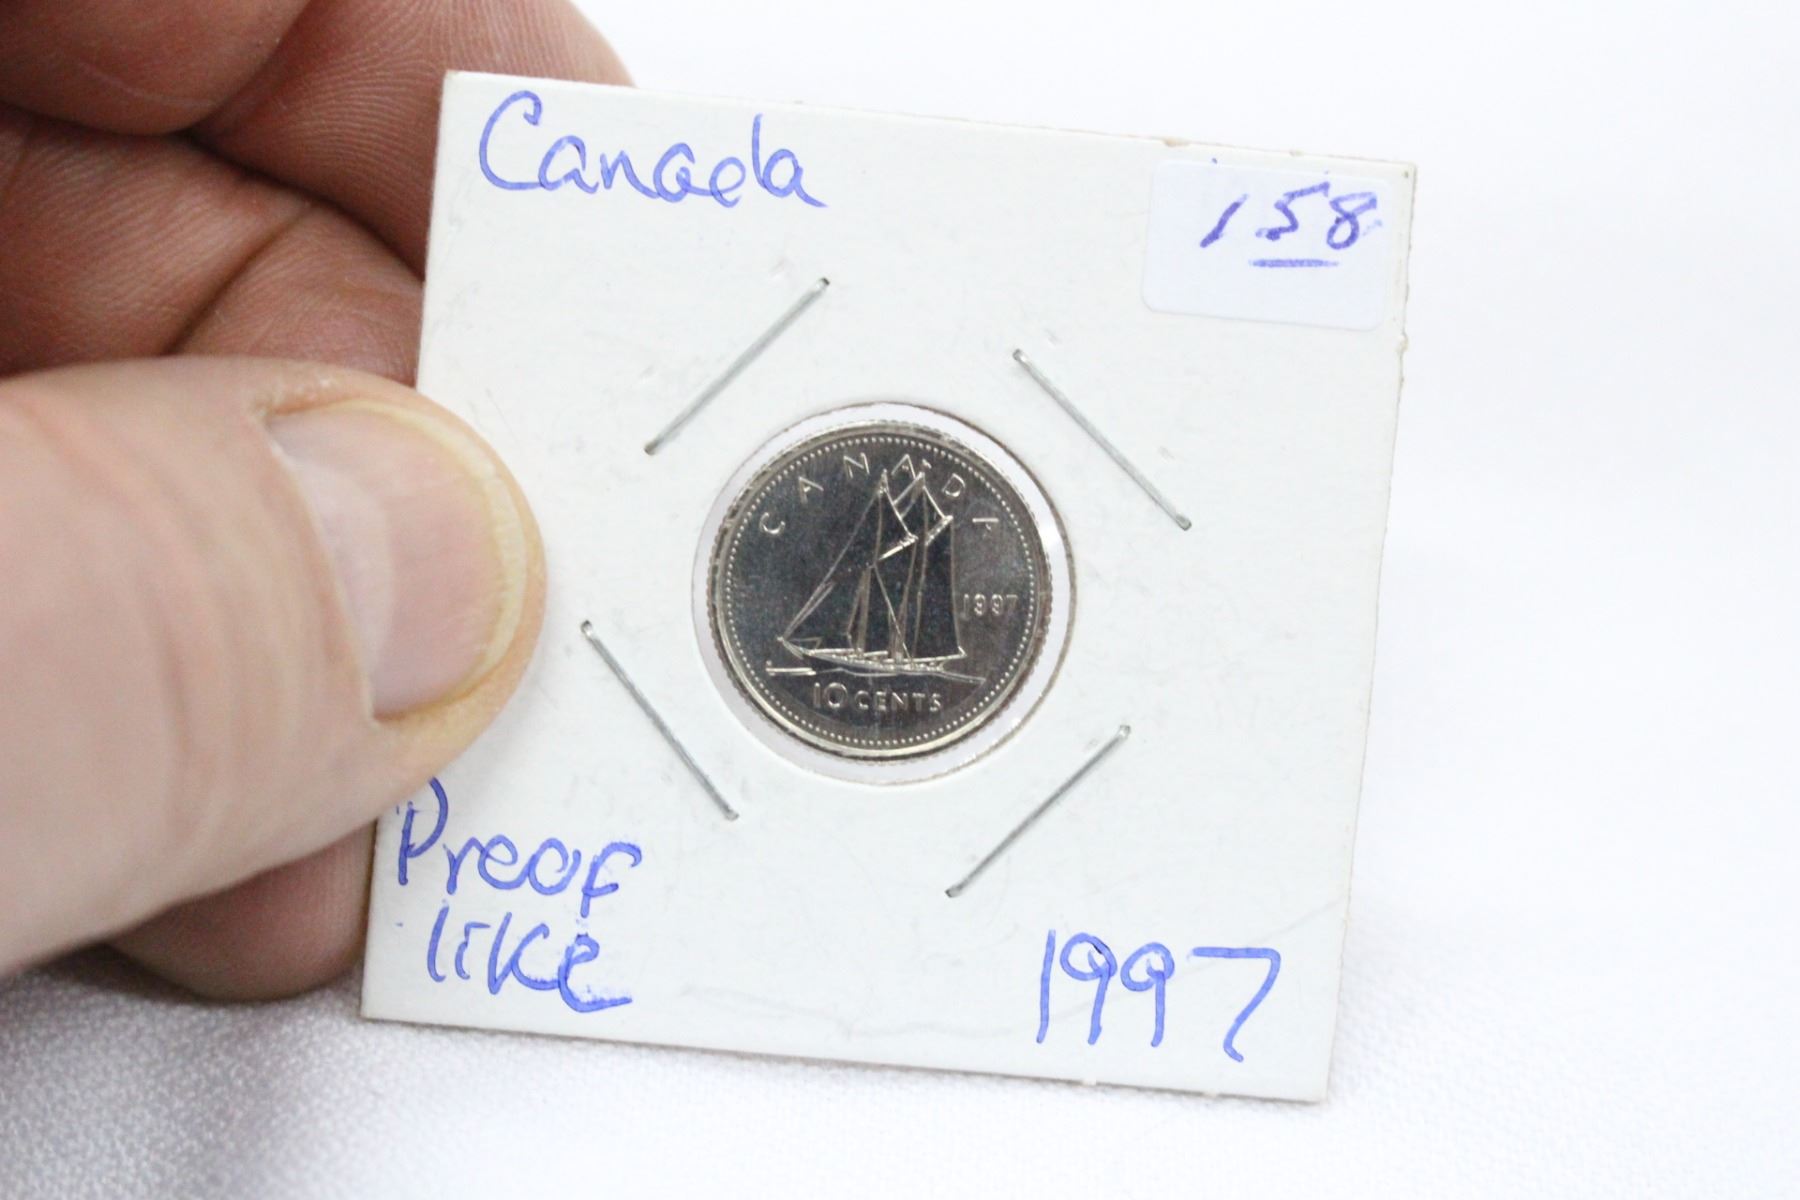 Canada
158
CANADA
1997
10 CENTS
Proof
like
1997